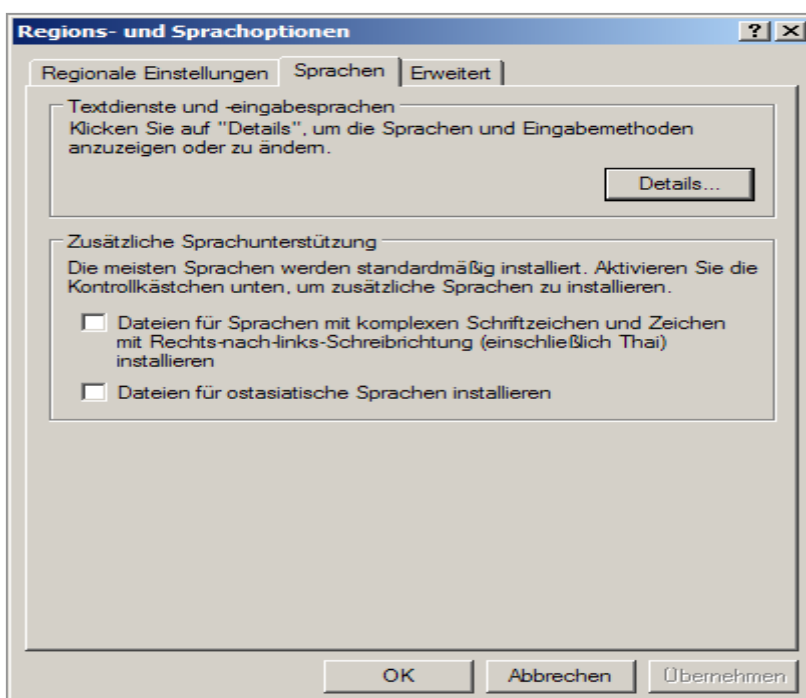 Regions- und Sprachoptionen
Regionale Einstellungen Sprachen Erweitert
Textdienste und -eingabesprachen
Klicken Sie auf "Details", um die Sprachen und Eingabemethoden
anzuzeigen oder zu ändern.
Details...
Zusätzliche Sprachunterstützung
Die meisten Sprachen werden standardmäßig installiert. Aktivieren Sie die
Kontrollkästchen unten, um zusätzliche Sprachen zu installieren.
Dateien für Sprachen mit komplexen Schriftzeichen und Zeichen
mit Rechts-nach-links-Schreibrichtung (einschließlich Thai)
installieren
Dateien für ostasiatische Sprachen installieren
OK Abbrechen Übernehmen